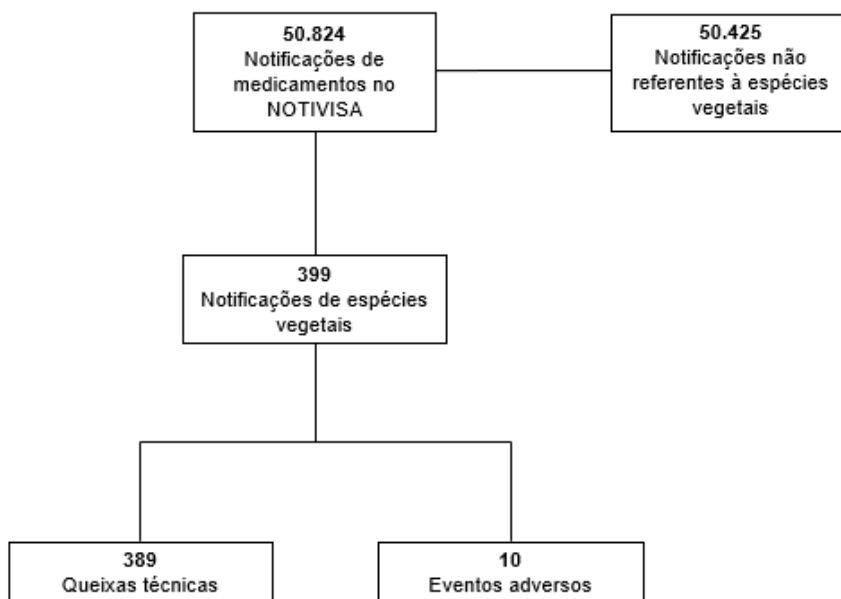 50.824
Notificações de
medicamentos no
NOTIVISA
50.425
Notificações não
referentes à espécies
vegetais
399
Notificações de espécies
vegetais
389
Queixas técnicas
10
Eventos adversos